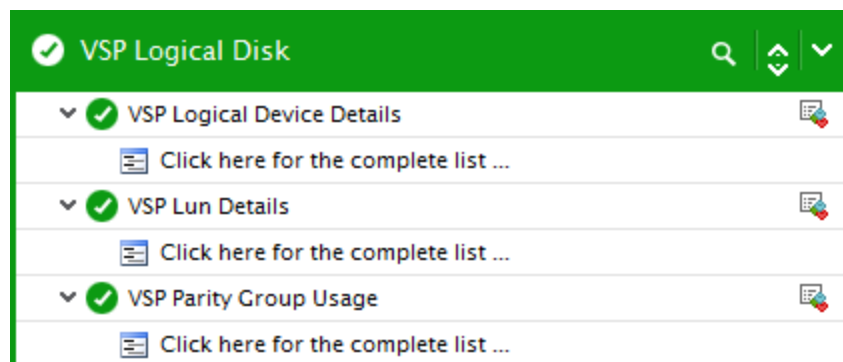 VSP Logical Disk
VSP Logical Device Details
Click here for the complete list ...
VSP Lun Details
Click here for the complete list ...
VSP Parity Group Usage
Click here for the complete list ...